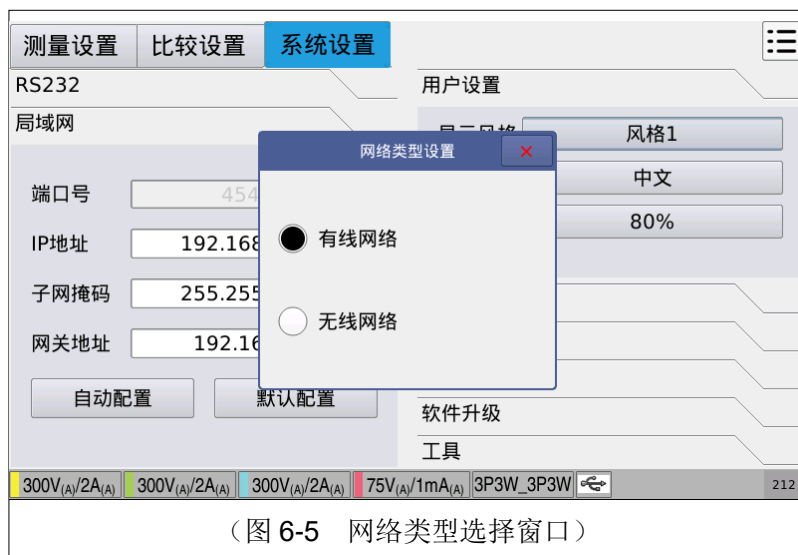 测量设置 比较设置 系统设置
RS232
局域网
端口号 454
IP地址 192.168
子网掩码 255.255
网关地址 192.16
自动配置 默认配置
网络类型设置
有线网络
无线网络
用户设置
显示风格 风格1
中文
80%
软件升级
工具
300V(A)/2A(A) 300V(A)/2A(A) 300V(A)/2A(A) 75V(A)/1mA(A) 3P3W_3P3W 212
（图 6-5 网络类型选择窗口）